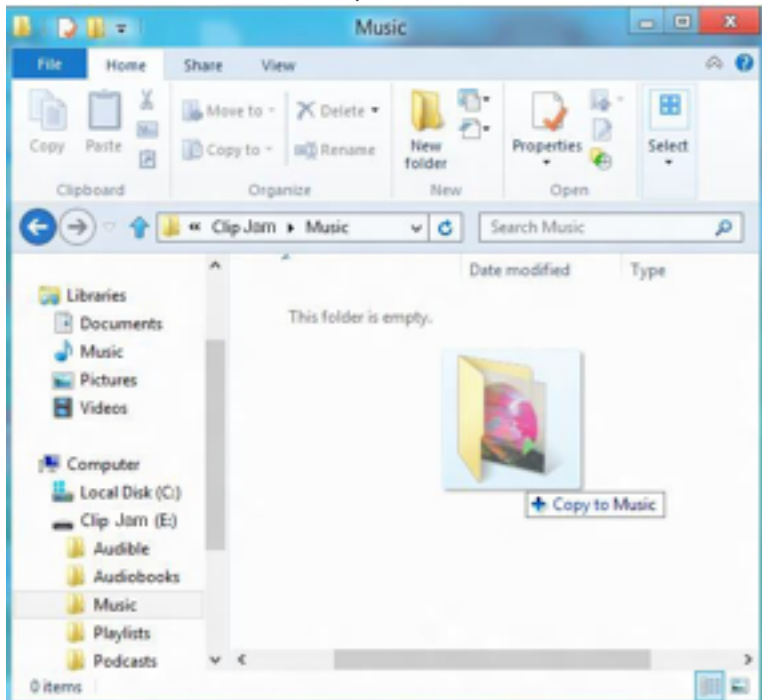 Music
File Home Share View
Copy Paste
Move to Delete
Copy to Rename
New folder
Properties
Select
Clipboard Organize New Open
« Clip Jam Music
Search Music
Date modified Type
Libraries
Documents
Music
Pictures
Videos
This folder is empty.
Copy to Music
Computer
Local Disk (C:)
Clip Jam (E:)
Audible
Audiobooks
Music
Playlists
Podcasts
0 items